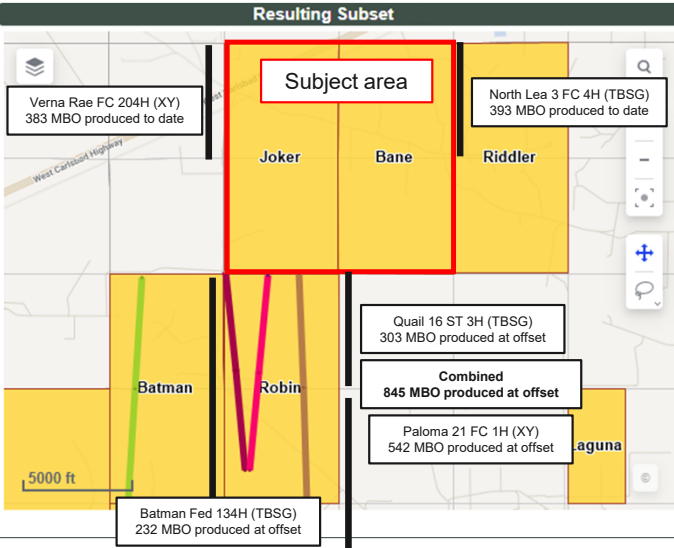 Resulting Subset
Subject area
Verna Rae FC 204H (XY)
383 MBO produced to date
North Lea 3 FC 4H (TBSG)
393 MBO produced to date
West Carlsbad Highway
Joker
Bane
Riddler
Quail 16 ST 3H (TBSG)
303 MBO produced at offset
Combined
845 MBO produced at offset
Batman
Robin
Paloma 21 FC 1H (XY)
542 MBO produced at offset
aguna
5000 ft
©
Batman Fed 134H (TBSG)
232 MBO produced at offset